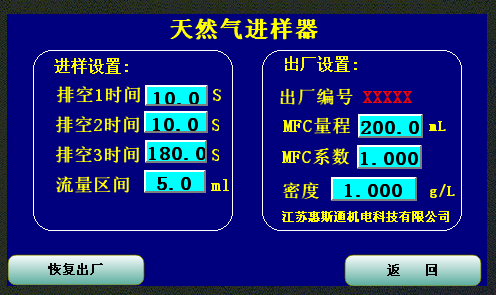 天然气进样器
进样设置:
排空1时间 10.0 S
排空2时间 10.0 S
排空3时间 180.0 S
流量区间 5.0 ml
出厂设置:
出厂编号 XXXXX
MFC量程 200.0 mL
MFC系数 1.000
密度 1.000 g/L
江苏惠斯通机电科技有限公司
恢复出厂
返 回